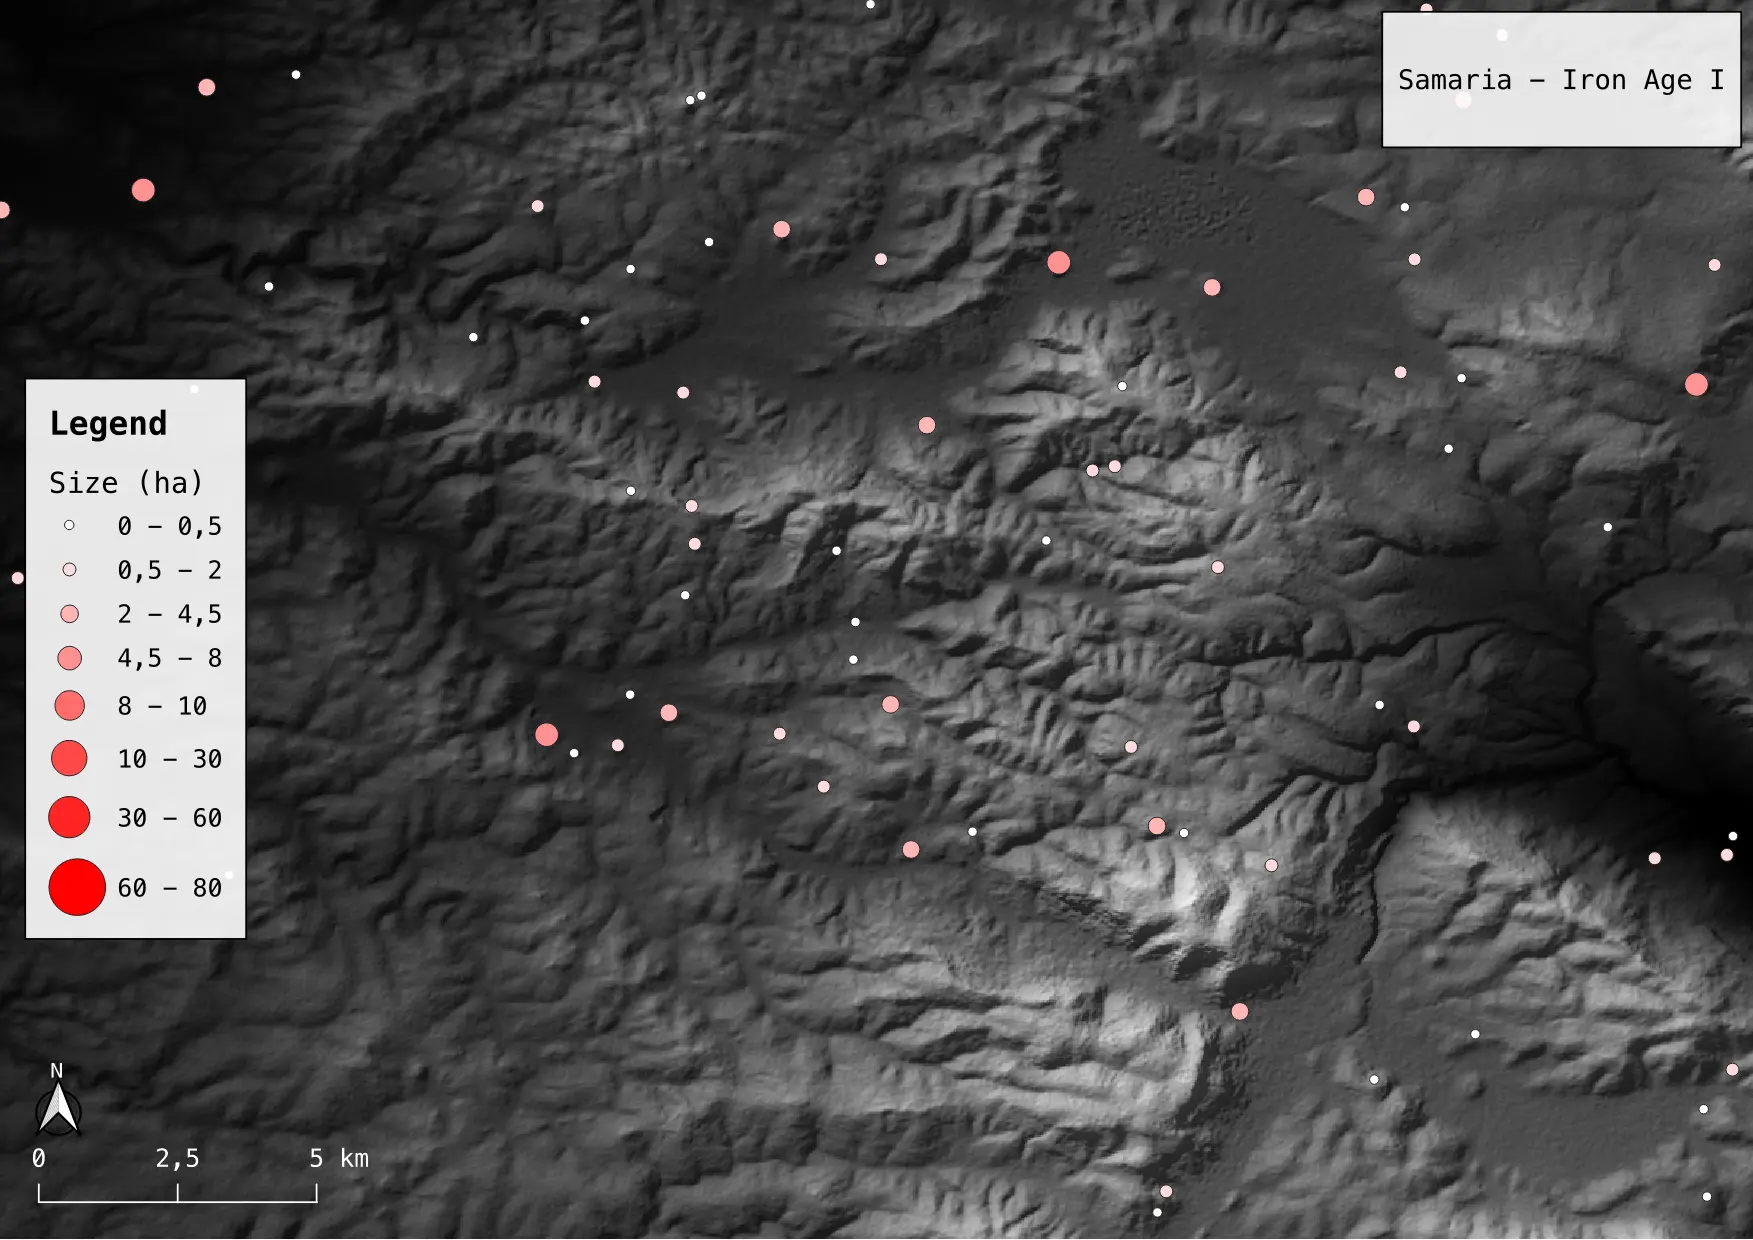 Samaria – Iron Age I
Legend
Size (ha)
0 – 0,5
0,5 – 2
2 – 4,5
4,5 – 8
8 – 10
10 – 30
30 – 60
60 – 80
N
0 2,5 5 km